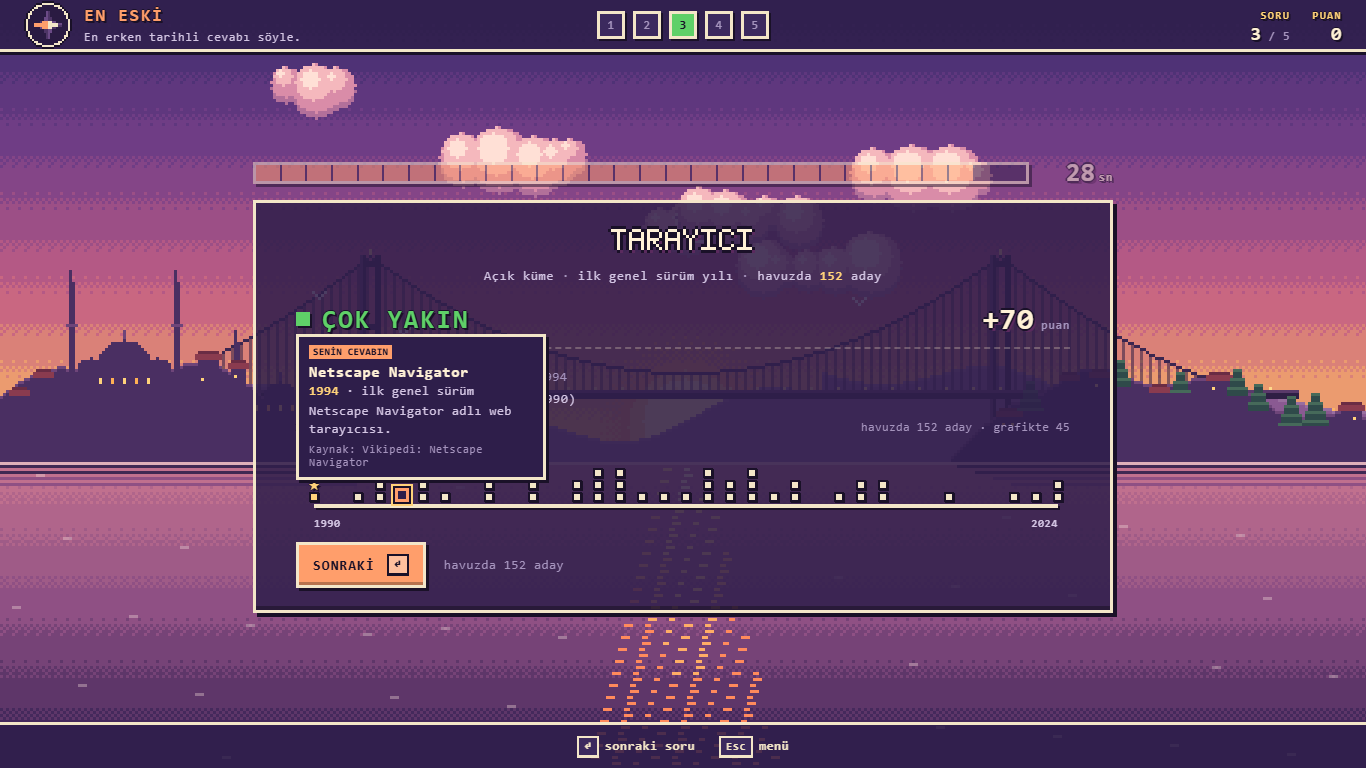 EN ESKİ
En erken tarihli cevabı söyle.
1 2 3 4 5
SORU PUAN
3 / 5 0
28 sn
TARAYICI
Açık küme · ilk genel sürüm yılı · havuzda 152 aday
ÇOK YAKIN
+70 puan
SENİN CEVABIN
Netscape Navigator
1994 · ilk genel sürüm
Netscape Navigator adlı web
tarayıcısı.
Kaynak: Vikipedi: Netscape
Navigator
994
990)
havuzda 152 aday · grafikte 45
1990 2024
SONRAKİ
havuzda 152 aday
sonraki soru Esc menü